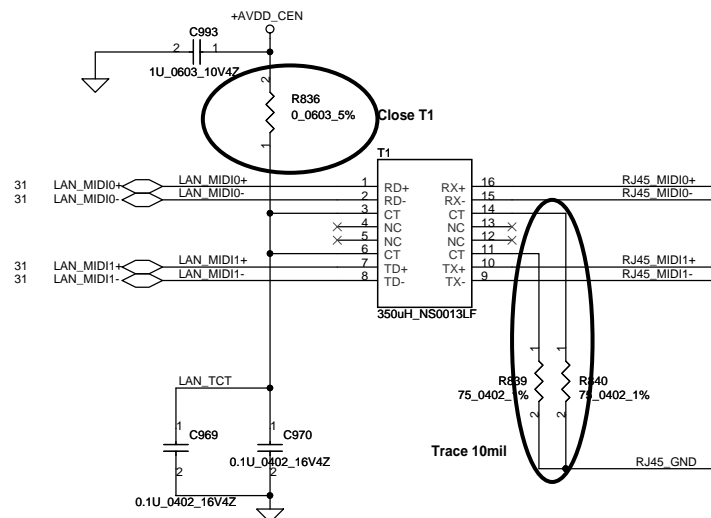 +AVDD_CEN
C993
2 1
1U_0603_10V4Z
2
R836
0_0603_5%
1
Close T1
T1
31 LAN_MIDI0+ LAN_MIDI0+ 1 RD+ RX+ 16 RJ45_MIDI0+
31 LAN_MIDI0- LAN_MIDI0- 2 RD- RX- 15 RJ45_MIDI0-
3 CT CT 14
4 NC NC 13
5 NC NC 12
6 CT CT 11
31 LAN_MIDI1+ LAN_MIDI1+ 7 TD+ TX+ 10 RJ45_MIDI1+
31 LAN_MIDI1- LAN_MIDI1- 8 TD- TX- 9 RJ45_MIDI1-
350uH_NS0013LF
1 1
R839 R840
75_0402_1% 75_0402_1%
2 2
LAN_TCT
1 1
C969 C970
2 2
0.1U_0402_16V4Z
0.1U_0402_16V4Z
Trace 10mil
RJ45_GND